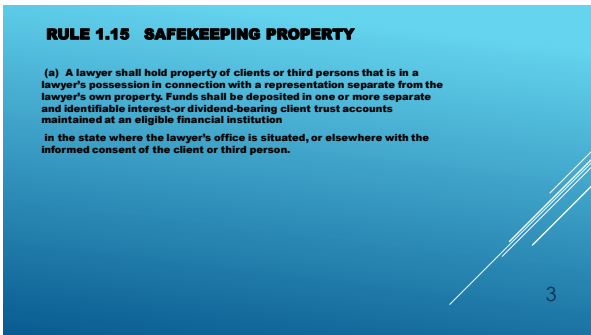 RULE 1.15 SAFEKEEPING PROPERTY
(a) A lawyer shall hold property of clients or third persons that is in a
lawyer's possession in connection with a representation separate from the
lawyer's own property. Funds shall be deposited in one or more separate
and identifiable interest-or dividend-bearing client trust accounts
maintained at an eligible financial institution
in the state where the lawyer's office is situated, or elsewhere with the
informed consent of the client or third person.
3